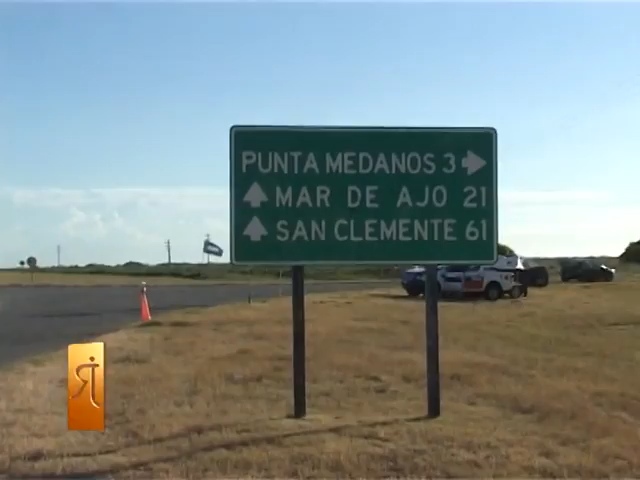 PUNTA MEDANOS 3
MAR DE AJO 21
SAN CLEMENTE 61